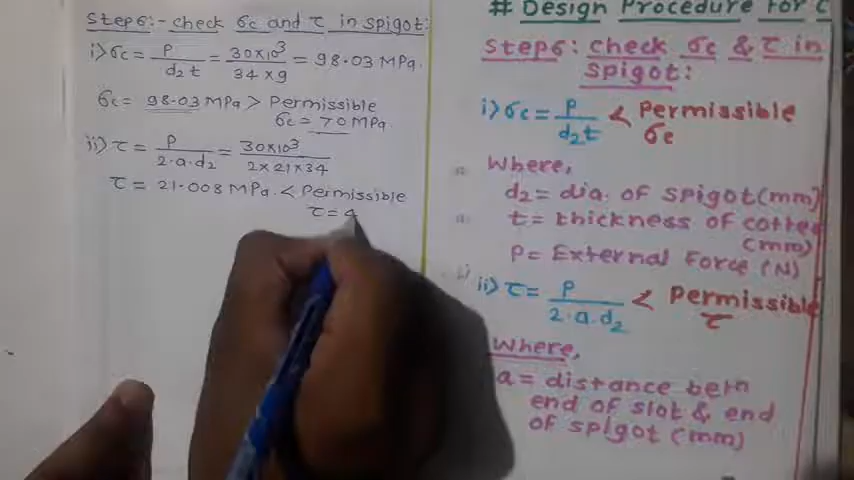 Step6:- check σc and τ in spigot:
i) σc = P / d2 t = 30×10³ / 34×9 = 98.03 MPa.
σc = 98.03 MPa > Permissible
σc = 70 MPa
ii) τ = P / 2.a.d2 = 30×10³ / 2×21×34
τ = 21.008 MPa. < Permissible
τ = 4
# Design Procedure for C
Step6: check σc & τ in
spigot:
i) σc = P / d2 t < Permissible
σc
Where,
d2 = dia. of spigot (mm)
t = thickness of cotter
(mm)
P = External Force (N)
ii) τ = P / 2.a.d2 < Permissible
τ
Where,
a = distance betn
end of slot & end
of spigot (mm)